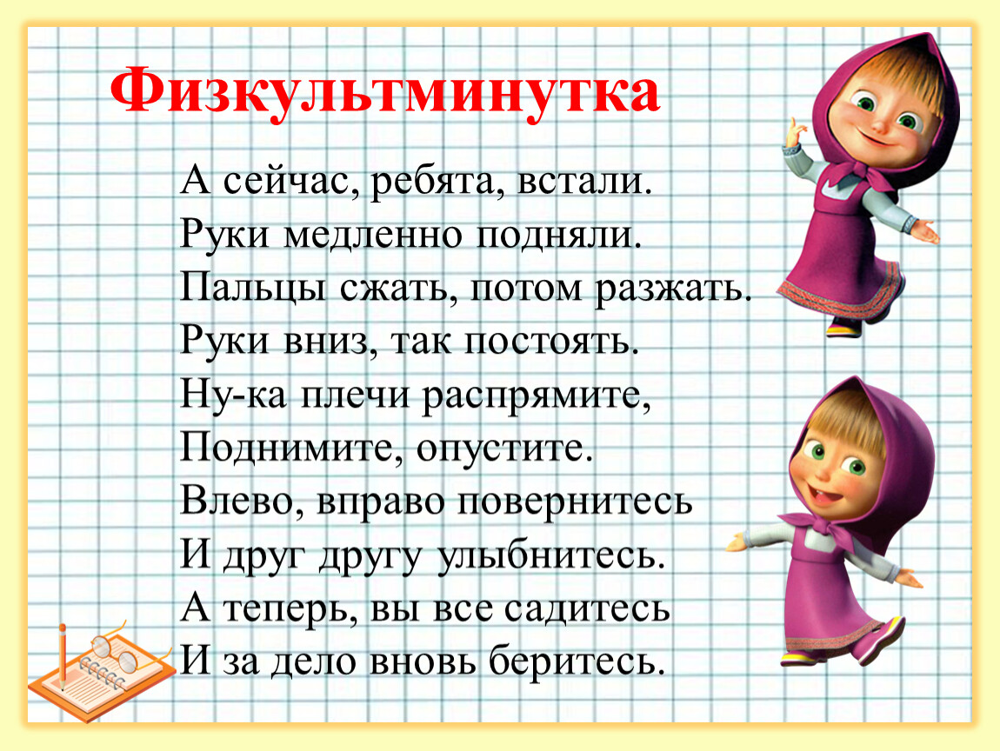 Физкультминутка
А сейчас, ребята, встали.
Руки медленно подняли.
Пальцы сжать, потом разжать.
Руки вниз, так постоять.
Ну-ка плечи распрямите,
Поднимите, опустите.
Влево, вправо повернитесь
И друг другу улыбнитесь.
А теперь, вы все садитесь
И за дело вновь беритесь.